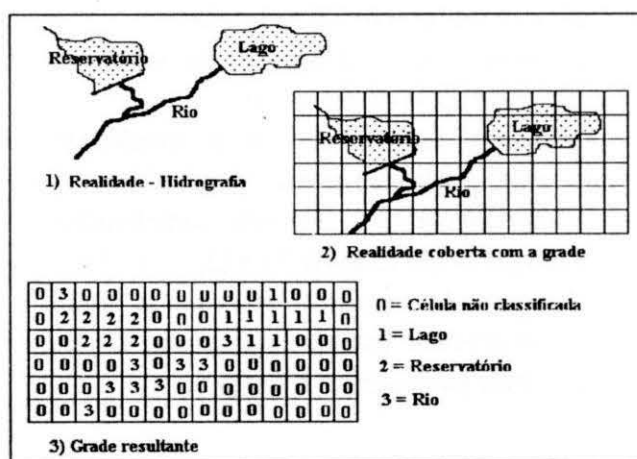 Lago
Reservatório
Rio
1) Realidade - Hidrografia
Reservatório
Lago
Rio
2) Realidade coberta com a grade
0 3 0 0 0 0 0 0 0 0 1 0 0 0
0 2 2 2 2 0 0 0 1 1 1 1 1 0
0 0 2 2 2 0 0 0 3 1 1 0 0 0
0 0 0 0 3 0 3 3 0 0 0 0 0 0
0 0 0 3 3 3 0 0 0 0 0 0 0 0
0 0 3 0 0 0 0 0 0 0 0 0 0 0
0 = Célula não classificada
1 = Lago
2 = Reservatório
3 = Rio
3) Grade resultante